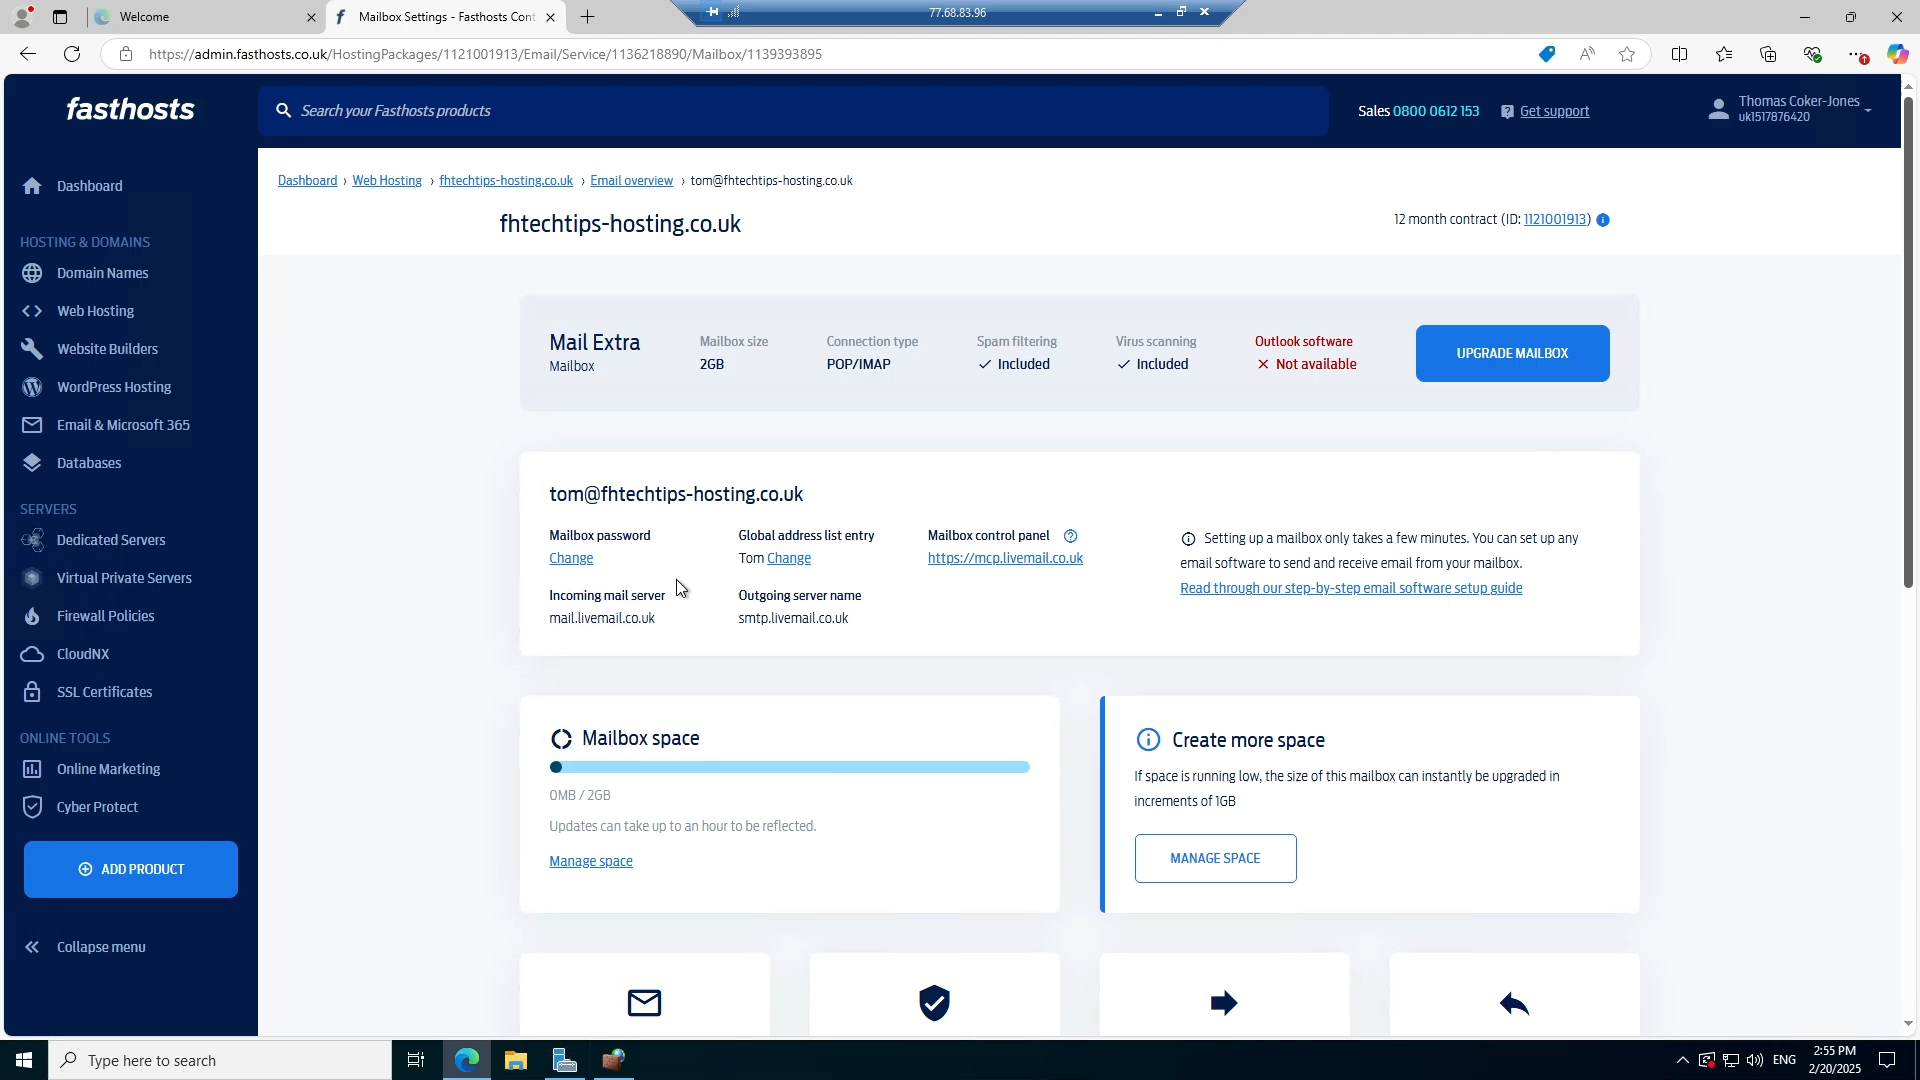 Welcome
Mailbox Settings - Fasthosts Cont
77.68.83.96
https://admin.fasthosts.co.uk/HostingPackages/1121001913/Email/Service/1136218890/Mailbox/1139393895
fasthosts
Search your Fasthosts products
Sales 0800 0612 153
Get support
Thomas Coker-Jones
uk1517876420
Dashboard
HOSTING & DOMAINS
Domain Names
Web Hosting
Website Builders
WordPress Hosting
Email & Microsoft 365
Databases
SERVERS
Dedicated Servers
Virtual Private Servers
Firewall Policies
CloudNX
SSL Certificates
ONLINE TOOLS
Online Marketing
Cyber Protect
ADD PRODUCT
Collapse menu
Dashboard › Web Hosting › fhtechtips-hosting.co.uk › Email overview › tom@fhtechtips-hosting.co.uk
fhtechtips-hosting.co.uk
12 month contract (ID: 1121001913)
Mail Extra
Mailbox
Mailbox size
2GB
Connection type
POP/IMAP
Spam filtering
Included
Virus scanning
Included
Outlook software
Not available
UPGRADE MAILBOX
tom@fhtechtips-hosting.co.uk
Mailbox password
Change
Global address list entry
Tom Change
Mailbox control panel
https://mcp.livemail.co.uk
Incoming mail server
mail.livemail.co.uk
Outgoing server name
smtp.livemail.co.uk
Setting up a mailbox only takes a few minutes. You can set up any
email software to send and receive email from your mailbox.
Read through our step-by-step email software setup guide
Mailbox space
0MB / 2GB
Updates can take up to an hour to be reflected.
Manage space
Create more space
If space is running low, the size of this mailbox can instantly be upgraded in
increments of 1GB
MANAGE SPACE
Type here to search
ENG
2:55 PM
2/20/2025